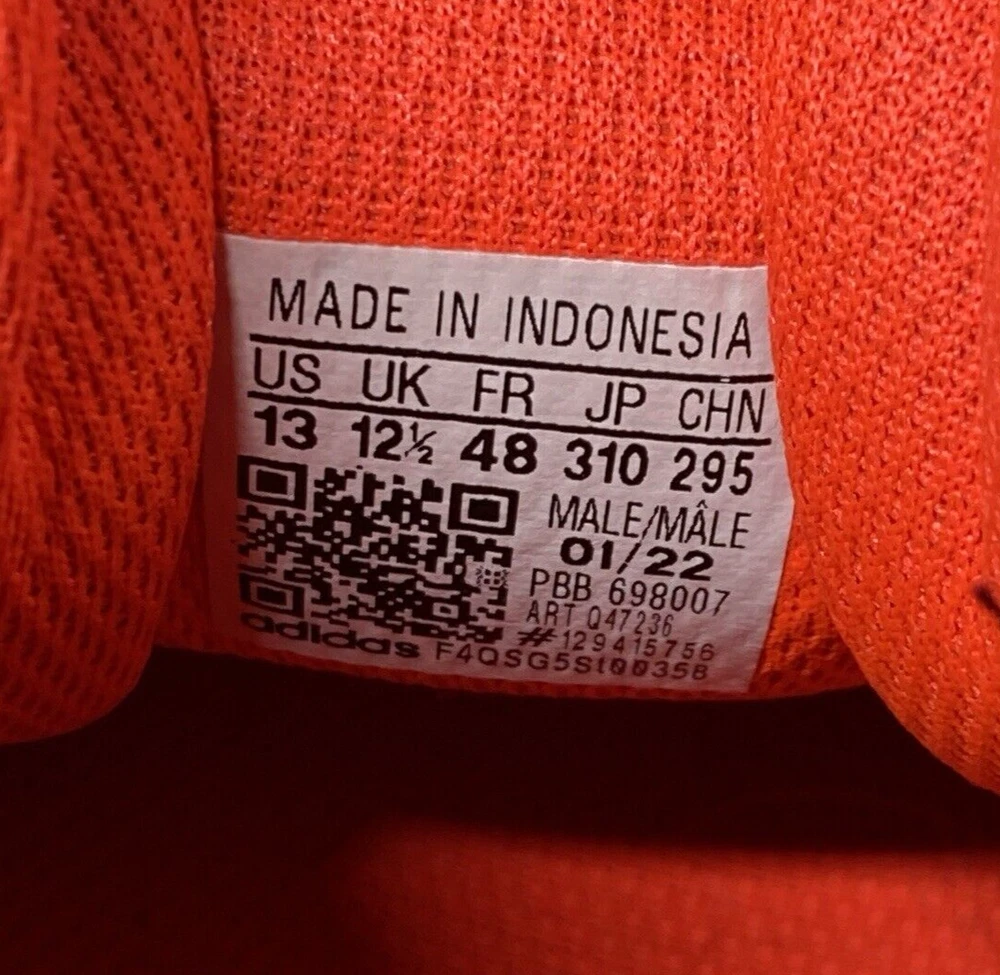 MADE IN INDONESIA
US UK FR JP CHN
13 12½ 48 310 295
MALE/MÂLE
01/22
PBB 698007
ART Q47236
#129415756
adidas F4QSG5St0035B